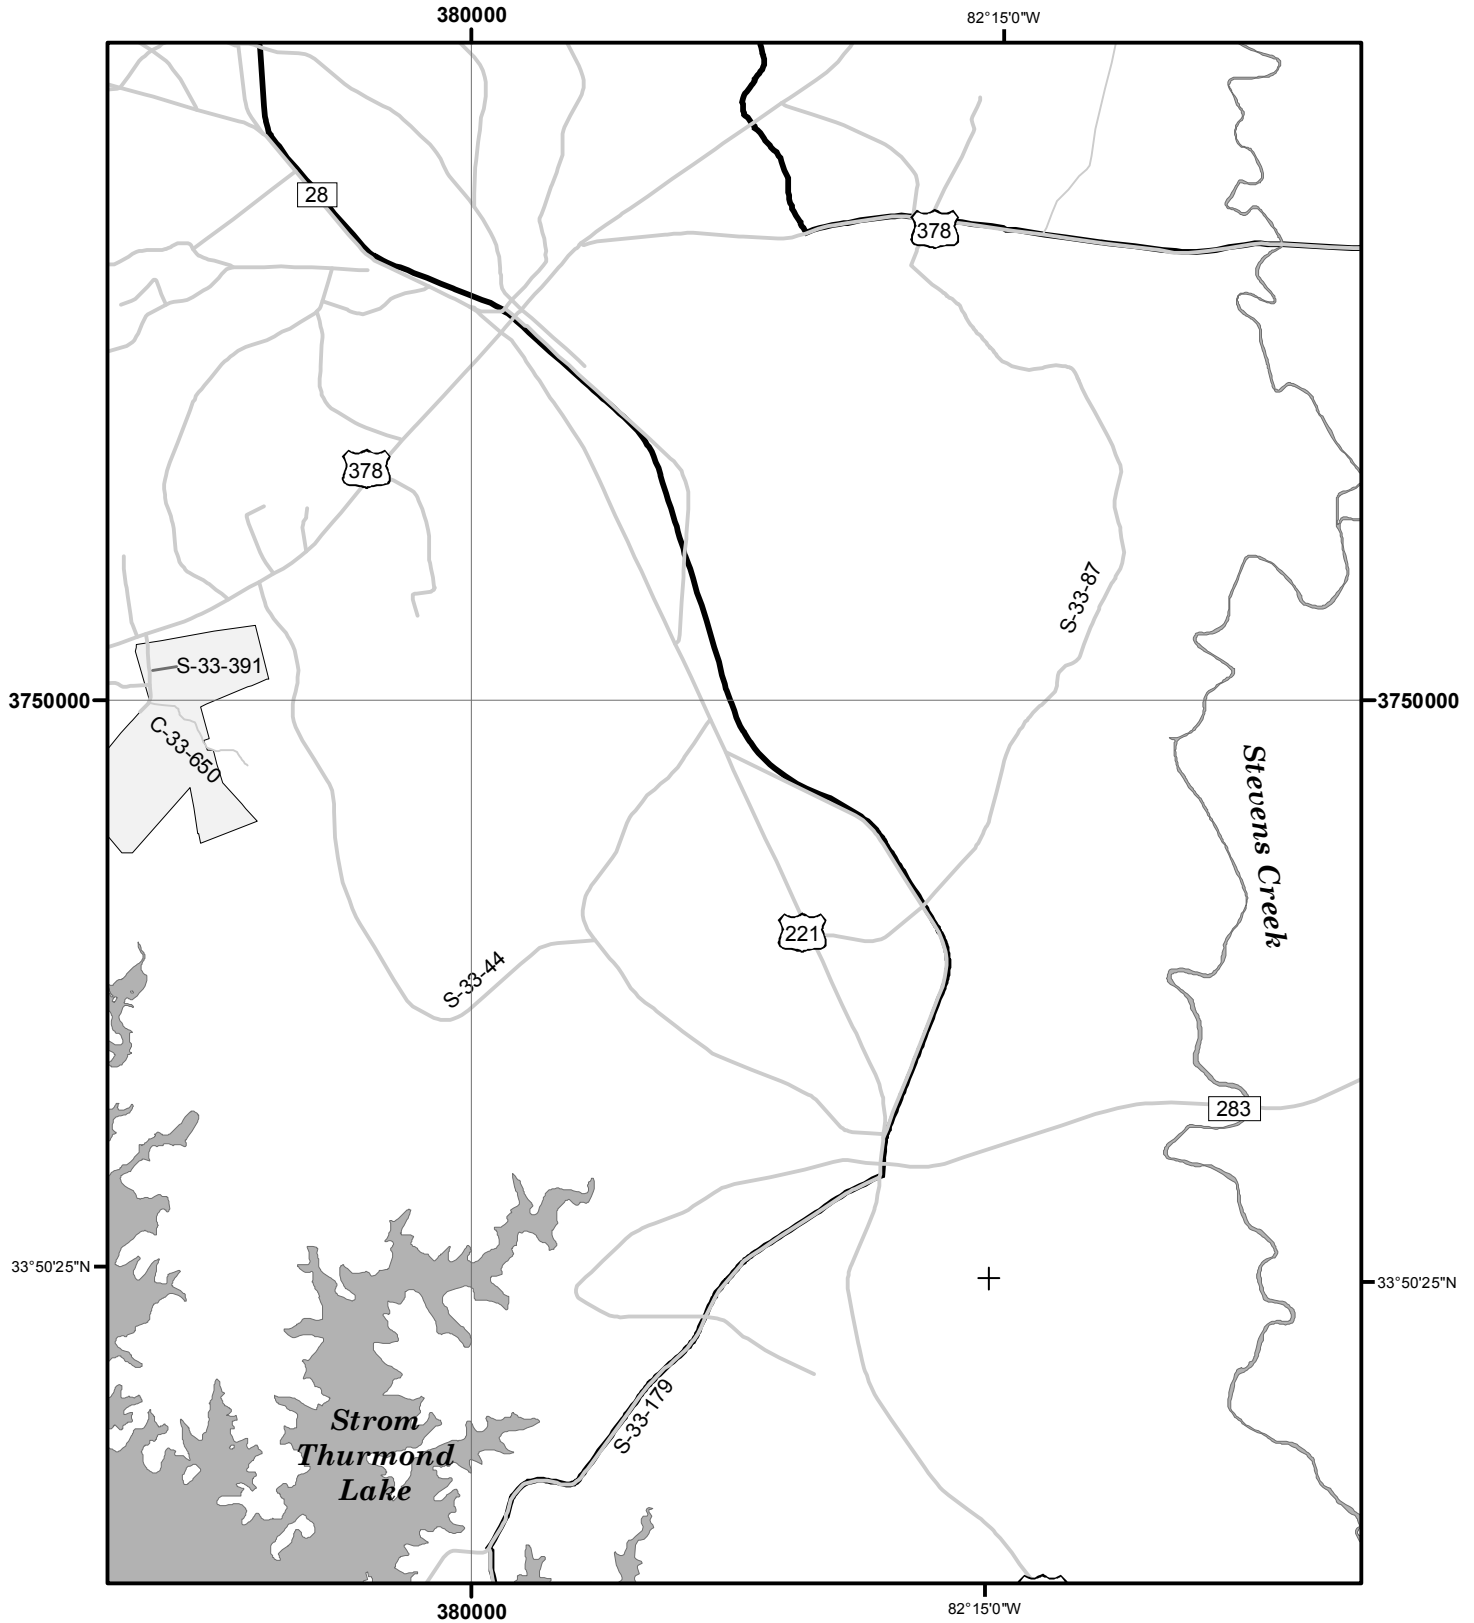 380000
82°15'0"W
28
378
378
S-33-87
S-33-391
3750000
3750000
C-33-650
Stevens Creek
221
S-33-44
283
33°50'25"N
33°50'25"N
S-33-179
Strom
Thurmond
Lake
380000
82°15'0"W